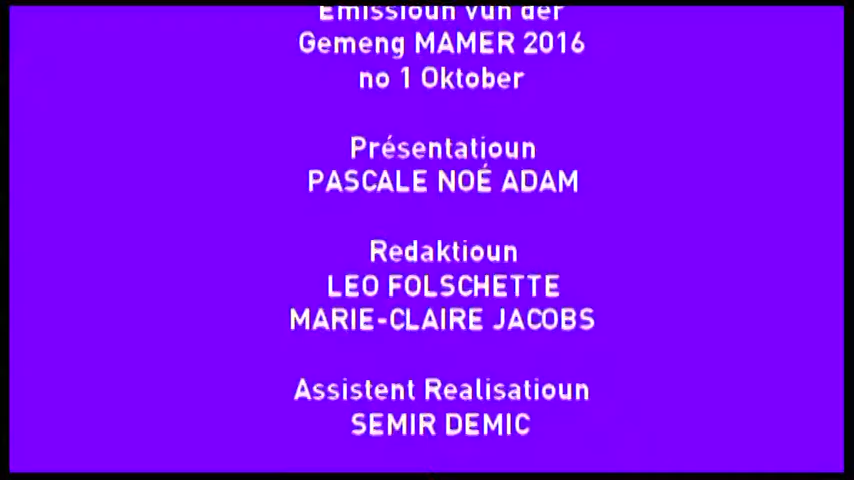 Emissioun vun der
Gemeng MAMER 2016
no 1 Oktober
Présentatioun
PASCALE NOÉ ADAM
Redaktioun
LEO FOLSCHETTE
MARIE-CLAIRE JACOBS
Assistent Realisatioun
SEMIR DEMIC